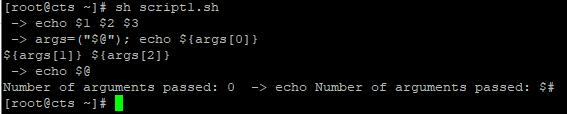 [root@cts ~]# sh script1.sh
 -> echo $1 $2 $3
 -> args=("$@"); echo ${args[0]}
${args[1]} ${args[2]}
 -> echo $@
Number of arguments passed: 0  -> echo Number of arguments passed: $#
[root@cts ~]#